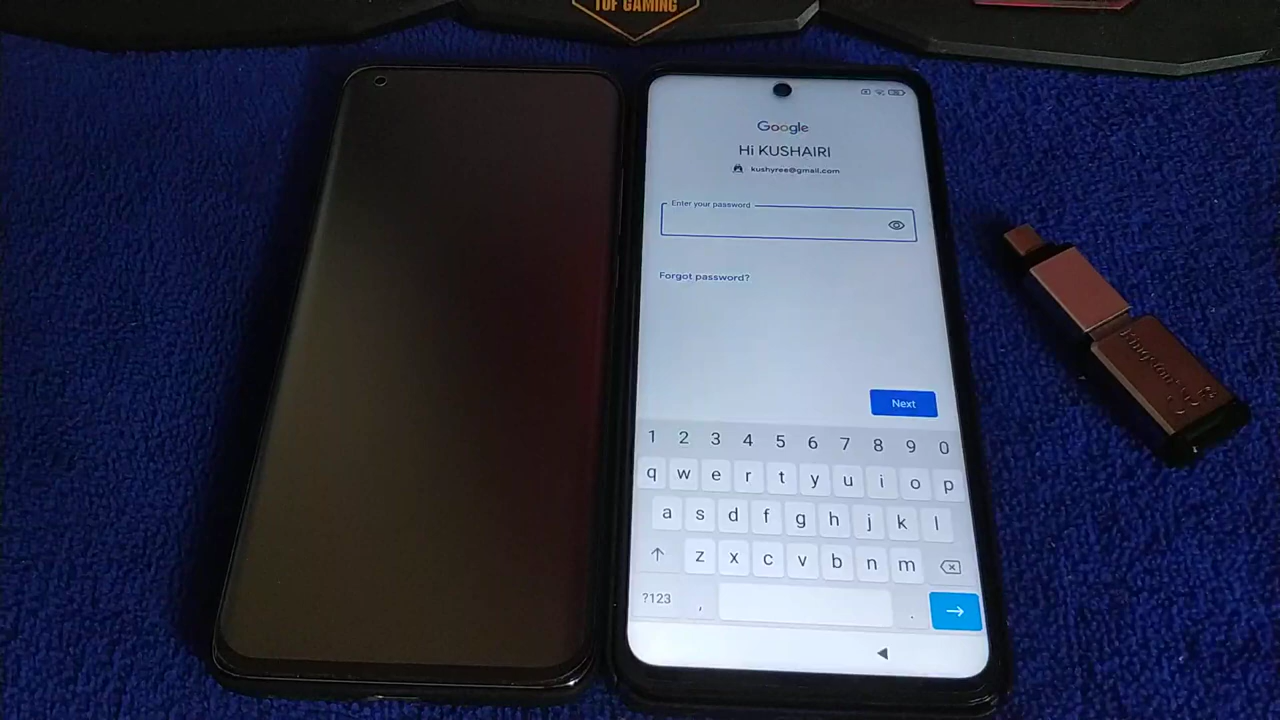 TUF GAMING
Google
Hi KUSHAIRI
kushyree@gmail.com
Enter your password
Forgot password?
Next
1 2 3 4 5 6 7 8 9 0
q w e r t y u i o p
a s d f g h j k l
z x c v b n m
?123 , .
Kingston